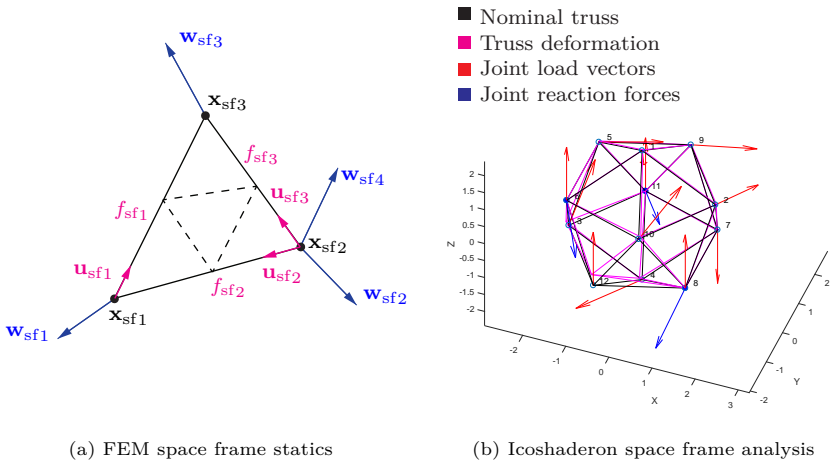 w_sf3
x_sf3
f_sf3
w_sf4
u_sf3
f_sf1
x_sf2
u_sf1
u_sf2
f_sf2
w_sf2
x_sf1
w_sf1
(a) FEM space frame statics
Nominal truss
Truss deformation
Joint load vectors
Joint reaction forces
5
1
9
11
2
3
7
10
4
12
8
Z
2
1.5
1
0.5
0
-0.5
-1
-1.5
-2
-2
-1
0
1
2
3
X
-2
-1
0
1
2
Y
(b) Icoshaderon space frame analysis